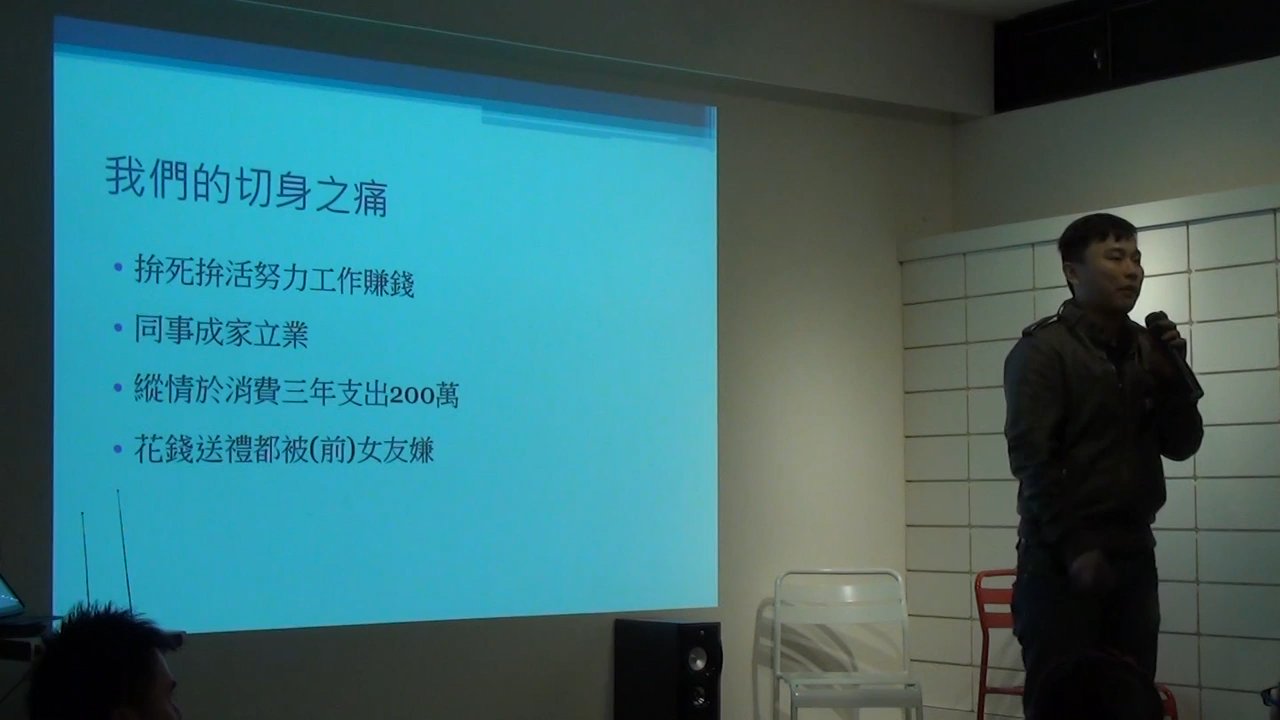 我們的切身之痛
• 拚死拚活努力工作賺錢
• 同事成家立業
• 縱情於消費三年支出200萬
• 花錢送禮都被(前)女友嫌